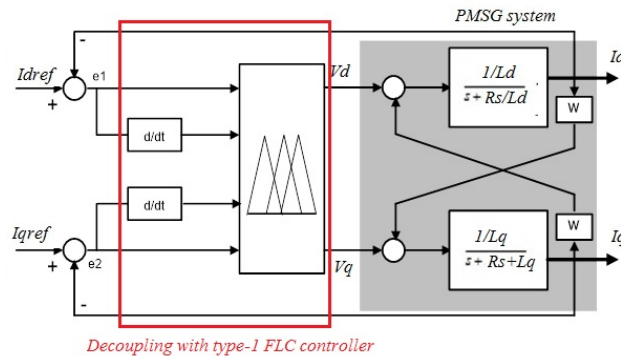 PMSG system
-
Idref
+
e1
d/dt
Vd
1/Ld
s + Rs/Ld
Id
W
d/dt
W
Iqref
+
e2
-
Vq
1/Lq
s + Rs+Lq
Iq
Decoupling with type-1 FLC controller